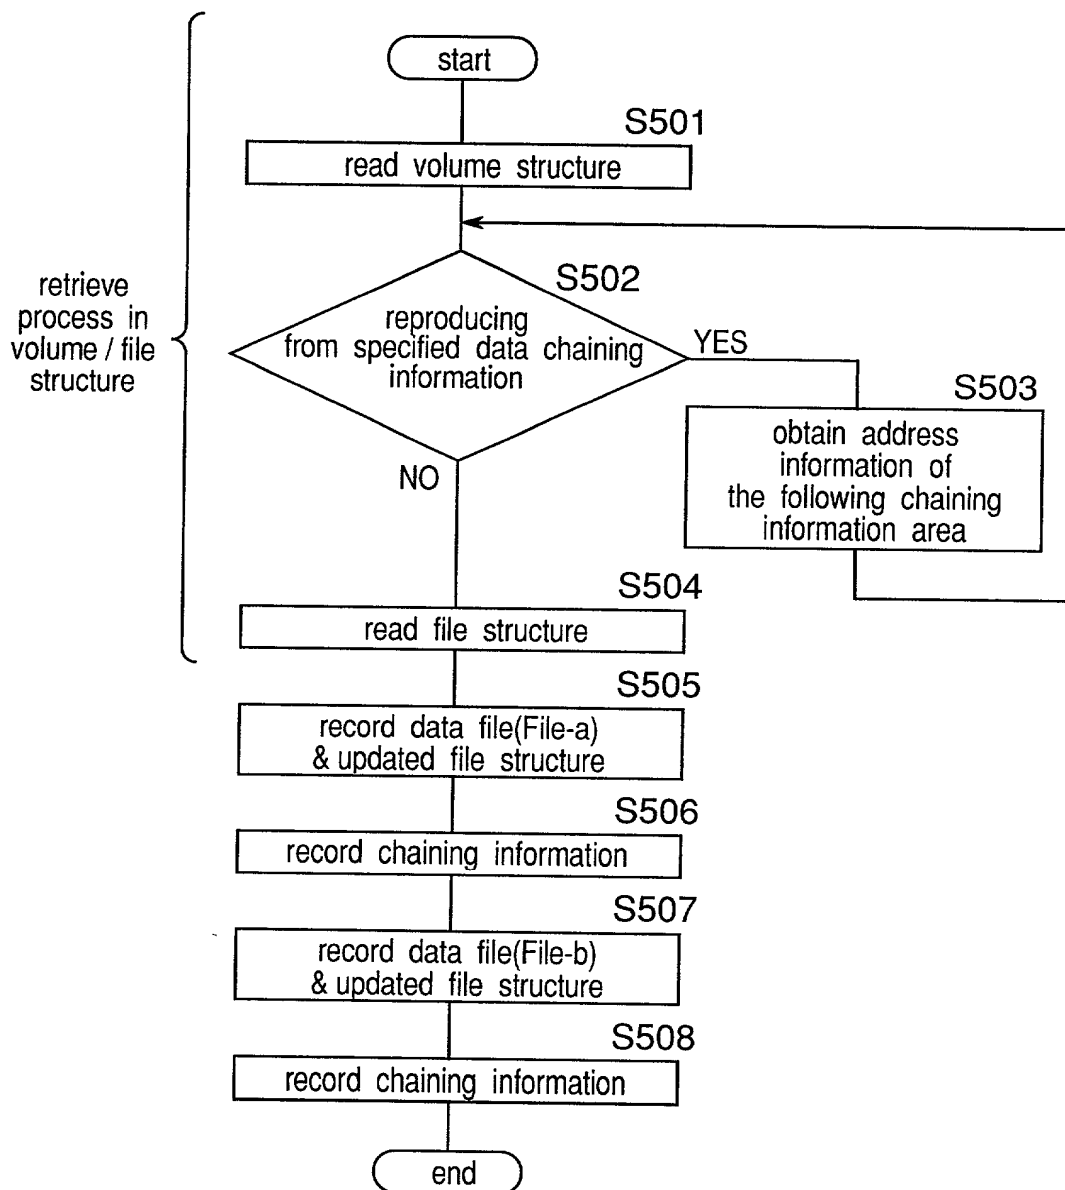 start
S501
read volume structure
S502
reproducing
from specified data chaining
information
YES
NO
retrieve
process in
volume / file
structure
S503
obtain address
information of
the following chaining
information area
S504
read file structure
S505
record data file(File-a)
& updated file structure
S506
record chaining information
S507
record data file(File-b)
& updated file structure
S508
record chaining information
end